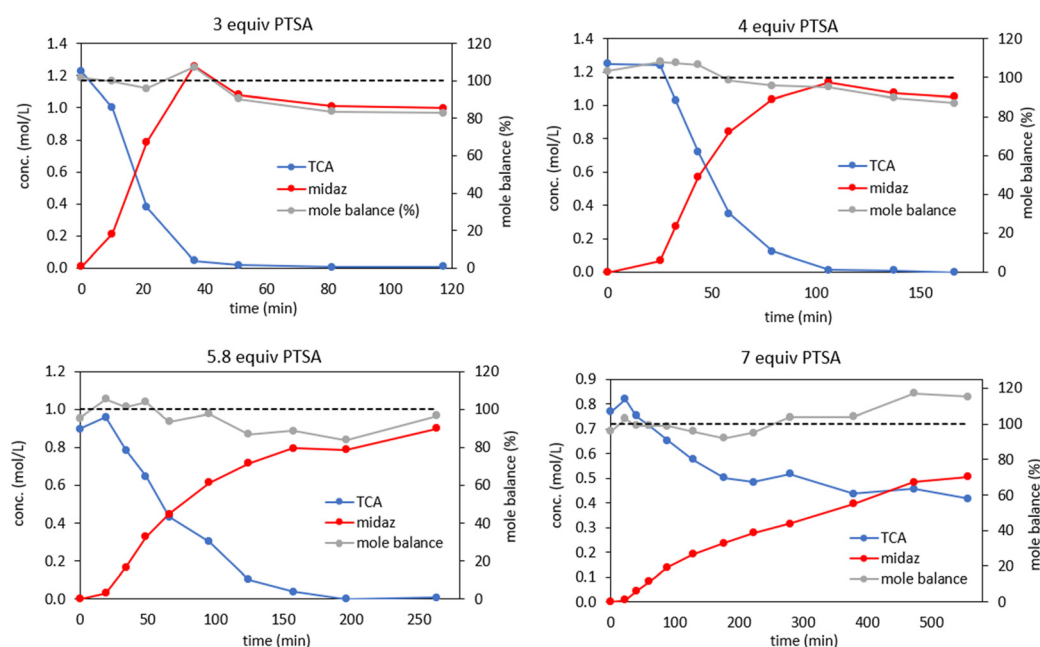 3 equiv PTSA
1.4
1.2
1.0
0.8
0.6
0.4
0.2
0.0
conc. (mol/L)
120
100
80
60
40
20
0
mole balance (%)
TCA
midaz
mole balance (%)
0 20 40 60 80 100 120
time (min)
4 equiv PTSA
1.4
1.2
1.0
0.8
0.6
0.4
0.2
0.0
conc. (mol/L)
120
100
80
60
40
20
0
mole balance (%)
TCA
midaz
mole balance
0 50 100 150
time (min)
5.8 equiv PTSA
1.2
1.0
0.8
0.6
0.4
0.2
0.0
conc. (mol/L)
120
100
80
60
40
20
0
mole balance (%)
TCA
midaz
mole balance
0 50 100 150 200 250
time (min)
7 equiv PTSA
0.9
0.8
0.7
0.6
0.5
0.4
0.3
0.2
0.1
0.0
conc. (mol/L)
120
100
80
60
40
20
0
mole balance (%)
TCA
midaz
mole balance
0 100 200 300 400 500
time (min)